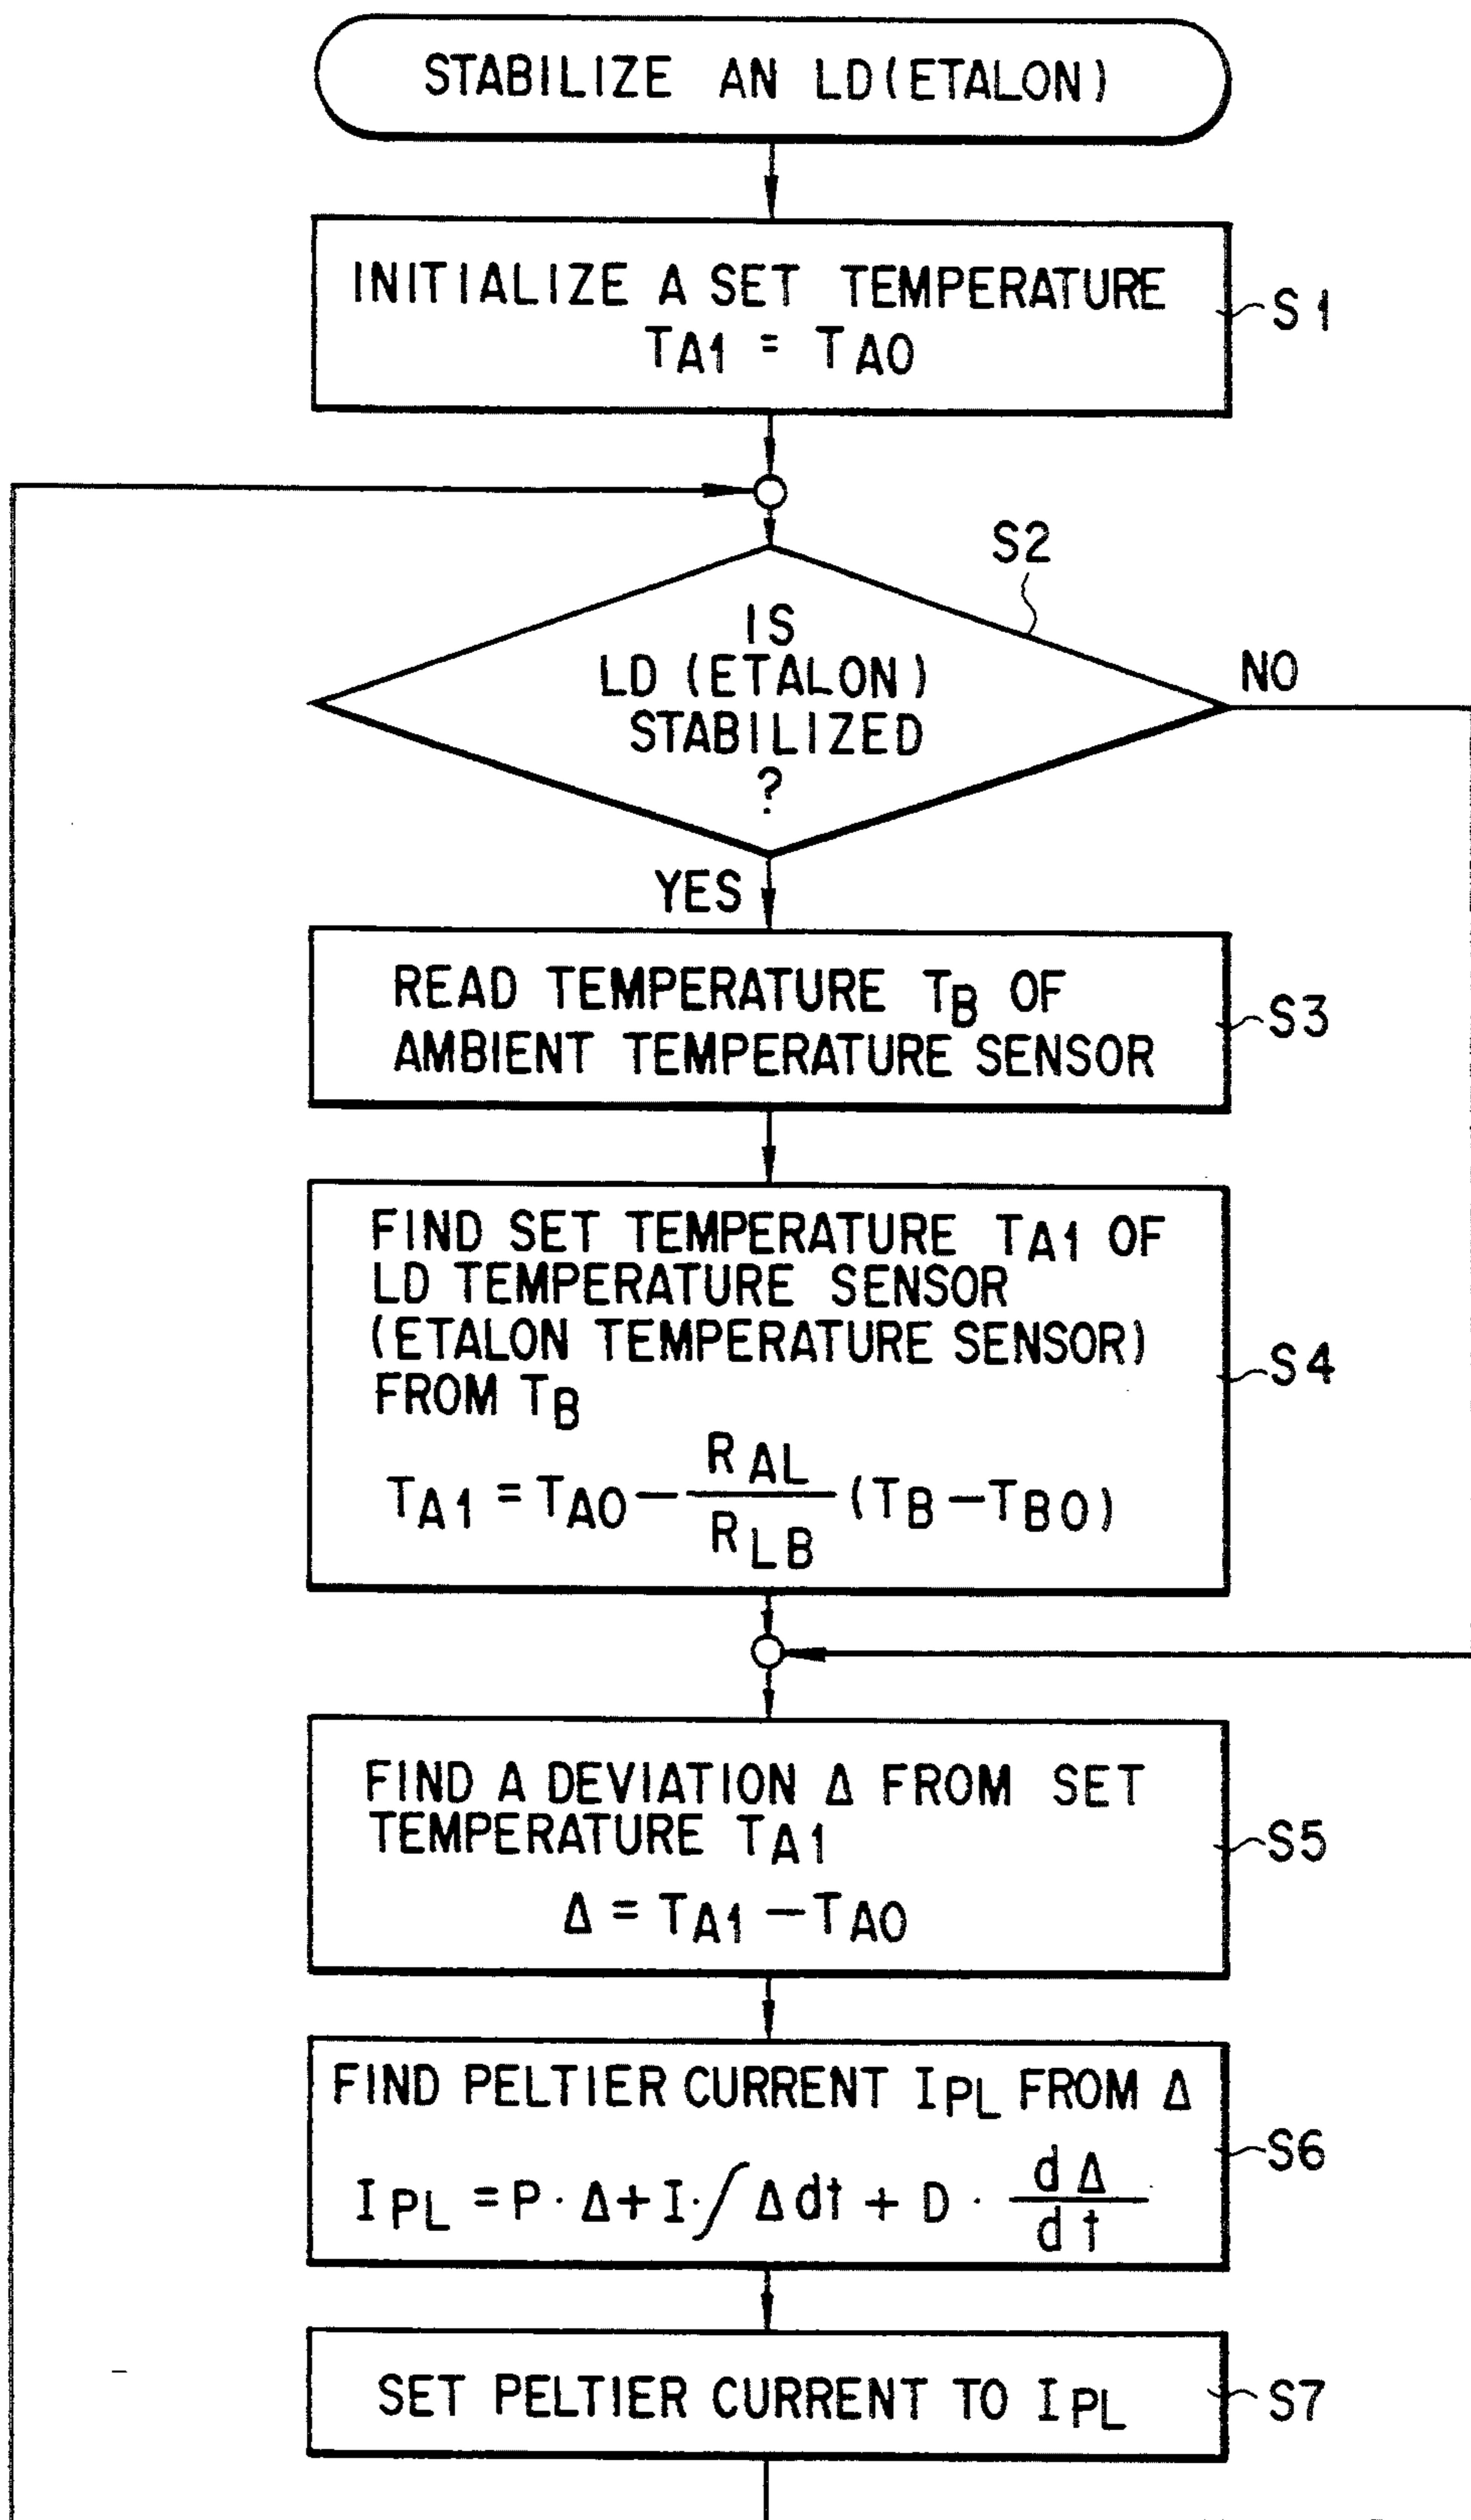 STABILIZE AN LD(ETALON)
INITIALIZE A SET TEMPERATURE
TA1 = TA0
S1
S2
IS
LD (ETALON)
STABILIZED
?
NO
YES
READ TEMPERATURE TB OF
AMBIENT TEMPERATURE SENSOR
S3
FIND SET TEMPERATURE TA1 OF
LD TEMPERATURE SENSOR
(ETALON TEMPERATURE SENSOR)
FROM TB
TA1 = TA0 − RAL / RLB (TB − TB0)
S4
FIND A DEVIATION Δ FROM SET
TEMPERATURE TA1
Δ = TA1 − TA0
S5
FIND PELTIER CURRENT IPL FROM Δ
IPL = P · Δ + I · ∫ Δ dt + D · dΔ / dt
S6
SET PELTIER CURRENT TO IPL
S7